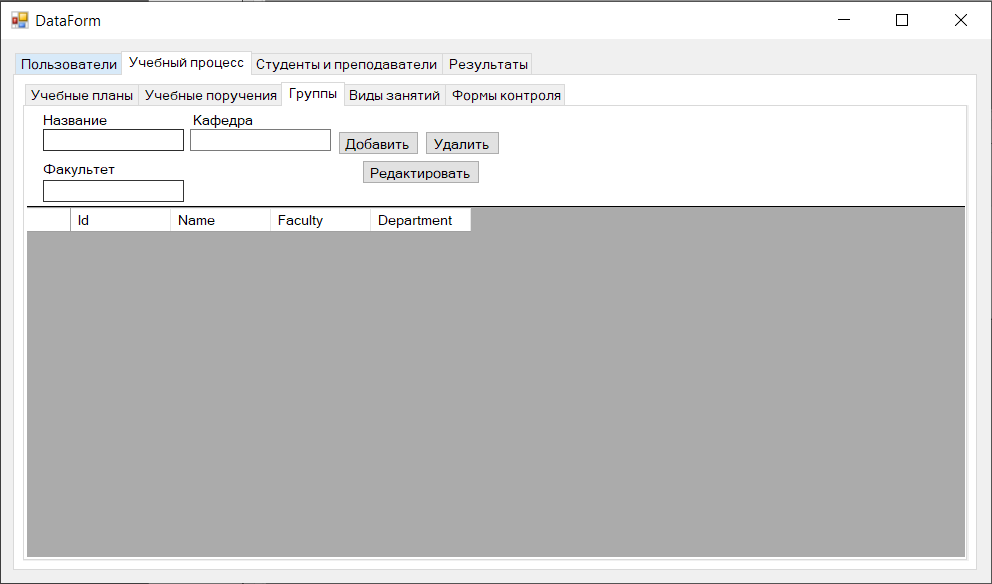 DataForm
Пользователи Учебный процесс Студенты и преподаватели Результаты
Учебные планы Учебные поручения Группы Виды занятий Формы контроля
Название Кафедра
Добавить Удалить
Факультет
Редактировать
Id Name Faculty Department